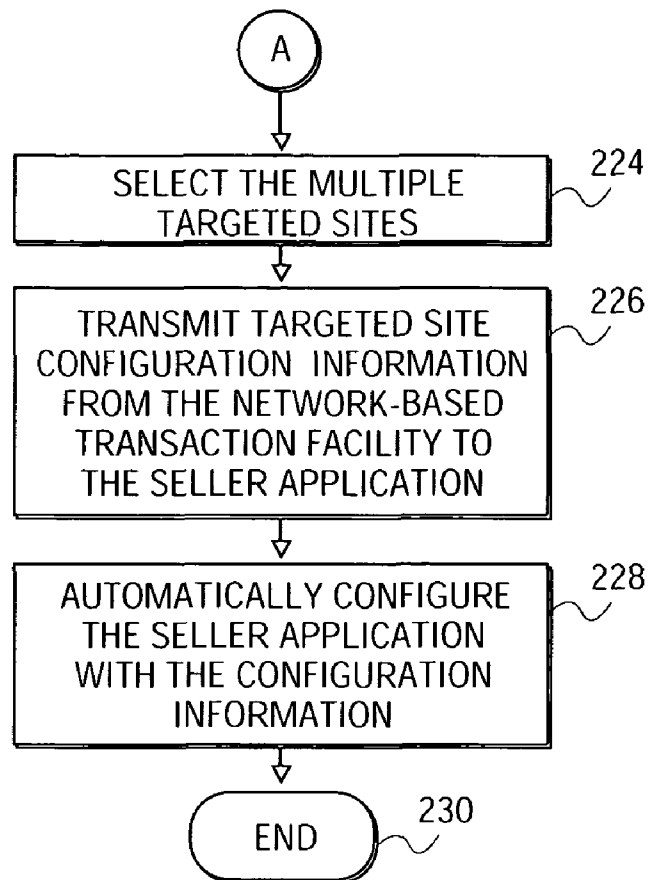 A
SELECT THE MULTIPLE
TARGETED SITES
224
TRANSMIT TARGETED SITE
CONFIGURATION INFORMATION
FROM THE NETWORK-BASED
TRANSACTION FACILITY TO
THE SELLER APPLICATION
226
AUTOMATICALLY CONFIGURE
THE SELLER APPLICATION
WITH THE CONFIGURATION
INFORMATION
228
END
230